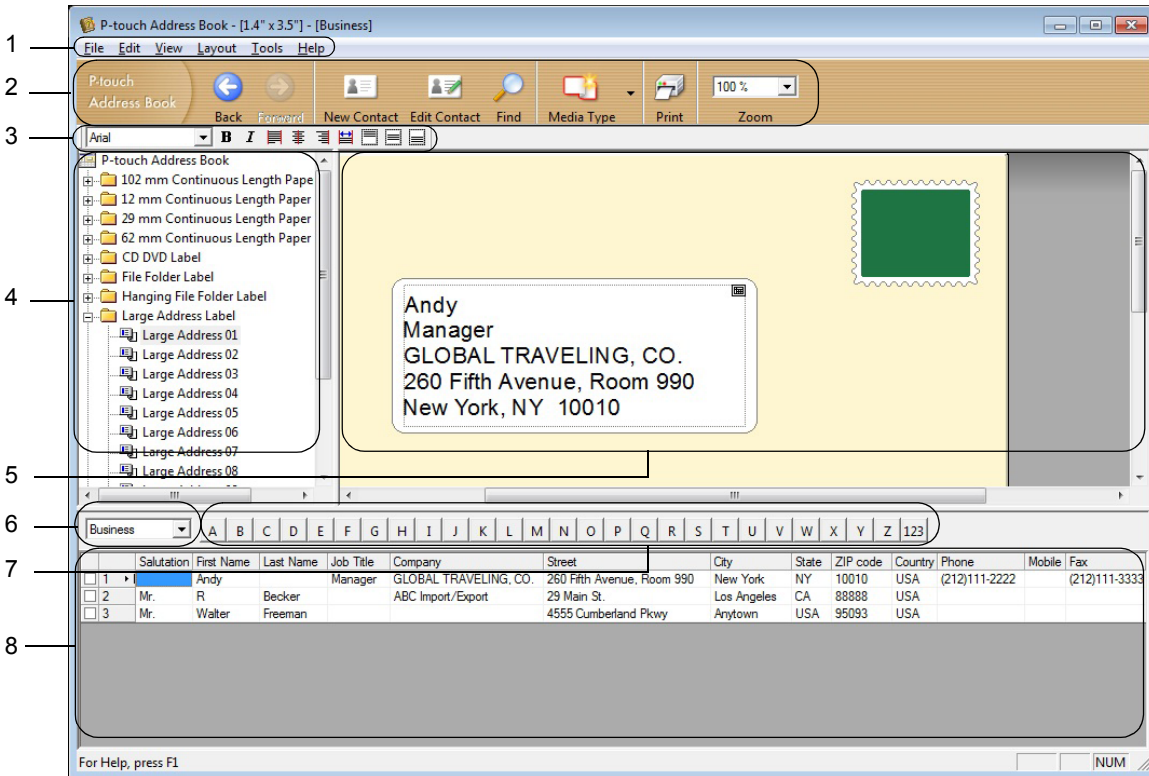 P-touch Address Book - [1.4" x 3.5"] - [Business]
1
File Edit View Layout Tools Help
2
P-touch
Address Book
Back Forward New Contact Edit Contact Find Media Type Print 100 % Zoom
3
Arial B I
P-touch Address Book
102 mm Continuous Length Pape
12 mm Continuous Length Paper
29 mm Continuous Length Paper
62 mm Continuous Length Paper
CD DVD Label
File Folder Label
4
Hanging File Folder Label
Large Address Label
Large Address 01
Large Address 02
Large Address 03
Large Address 04
Large Address 05
Large Address 06
Large Address 07
Large Address 08
Andy
Manager
GLOBAL TRAVELING, CO.
260 Fifth Avenue, Room 990
New York, NY 10010
5
6
Business A B C D E F G H I J K L M N O P Q R S T U V W X Y Z 123
7
Salutation First Name Last Name Job Title Company Street City State ZIP code Country Phone Mobile Fax
1 Andy Manager GLOBAL TRAVELING, CO. 260 Fifth Avenue, Room 990 New York NY 10010 USA (212)111-2222 (212)111-3333
2 Mr. R Becker ABC Import/Export 29 Main St. Los Angeles CA 88888 USA
3 Mr. Walter Freeman 4555 Cumberland Pkwy Anytown USA 95093 USA
8
For Help, press F1 NUM